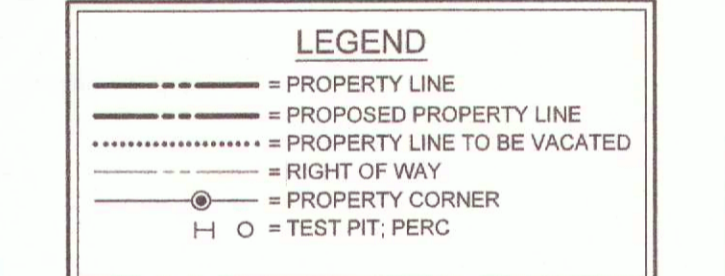 LEGEND
= PROPERTY LINE
= PROPOSED PROPERTY LINE
= PROPERTY LINE TO BE VACATED
= RIGHT OF WAY
= PROPERTY CORNER
= TEST PIT; PERC